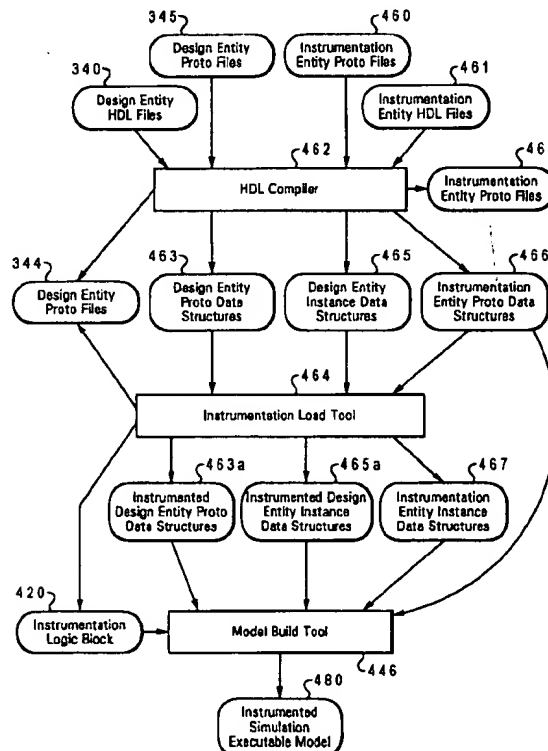 345
460
Design Entity
Proto Files
Instrumentation
Entity Proto Files
340
461
Design Entity
HDL Files
Instrumentation
Entity HDL Files
462
HDL Compiler
46
Instrumentation
Entity Proto Files
463
465
466
344
Design Entity
Proto Files
Design Entity
Proto Data
Structures
Design Entity
Instance Data
Structures
Instrumentation
Entity Proto Data
Structures
464
Instrumentation Load Tool
463a
465a
467
Instrumented
Design Entity Proto
Data Structures
Instrumented Design
Entity Instance
Data Structures
Instrumentation
Entity Instance
Data Structures
420
Instrumentation
Logic Block
Model Build Tool
446
480
Instrumented
Simulation
Executable Model